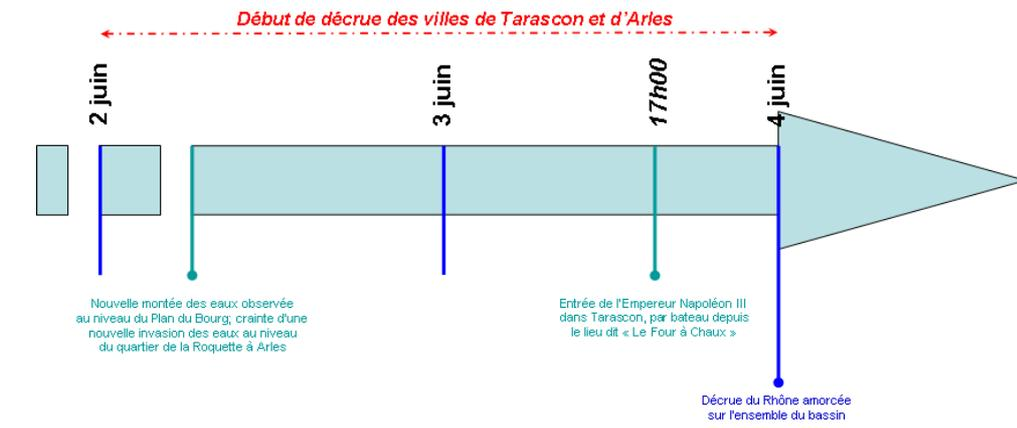 Début de décrue des villes de Tarascon et d'Arles
2 juin
3 juin
17h00
4 juin
Nouvelle montée des eaux observée
au niveau du Plan du Bourg; crainte d'une
nouvelle invasion des eaux au niveau
du quartier de la Roquette à Arles
Entrée de l'Empereur Napoléon III
dans Tarascon, par bateau depuis
le lieu dit « Le Four à Chaux »
Décrue du Rhône amorcée
sur l'ensemble du bassin